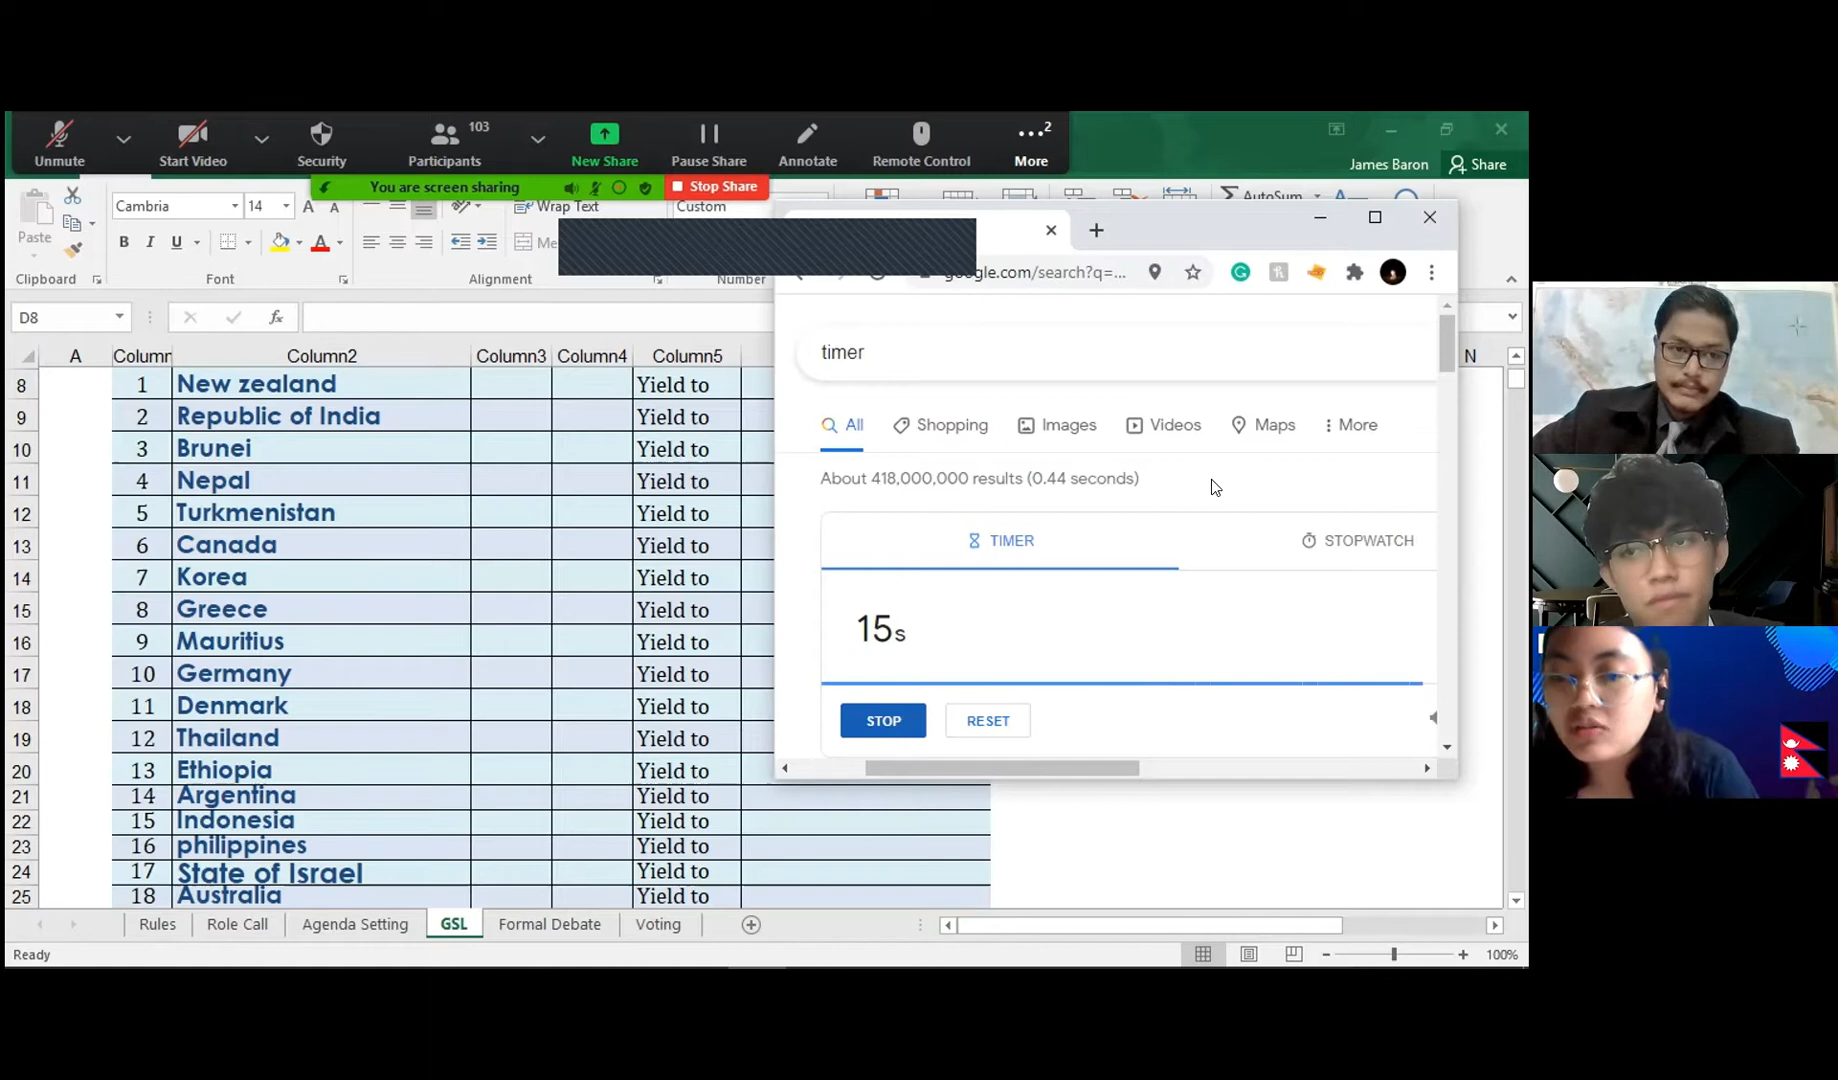 Unmute
Start Video
Security
Participants
103
New Share
Pause Share
Annotate
Remote Control
2
More
James Baron
Share
You are screen sharing
Stop Share
AutoSum
Paste
Cambria
14
A
A
Wrap Text
Custom
B I U
A
Me
Clipboard
Font
Alignment
Number
D8
fx
google.com/search?q=...
A
Column
Column2
Column3
Column4
Column5
N
8 1 New zealand Yield to
9 2 Republic of India Yield to
10 3 Brunei Yield to
11 4 Nepal Yield to
12 5 Turkmenistan Yield to
13 6 Canada Yield to
14 7 Korea Yield to
15 8 Greece Yield to
16 9 Mauritius Yield to
17 10 Germany Yield to
18 11 Denmark Yield to
19 12 Thailand Yield to
20 13 Ethiopia Yield to
21 14 Argentina Yield to
22 15 Indonesia Yield to
23 16 philippines Yield to
24 17 State of Israel Yield to
25 18 Australia Yield to
timer
All
Shopping
Images
Videos
Maps
More
About 418,000,000 results (0.44 seconds)
TIMER
STOPWATCH
15s
STOP
RESET
Rules
Role Call
Agenda Setting
GSL
Formal Debate
Voting
Ready
100%